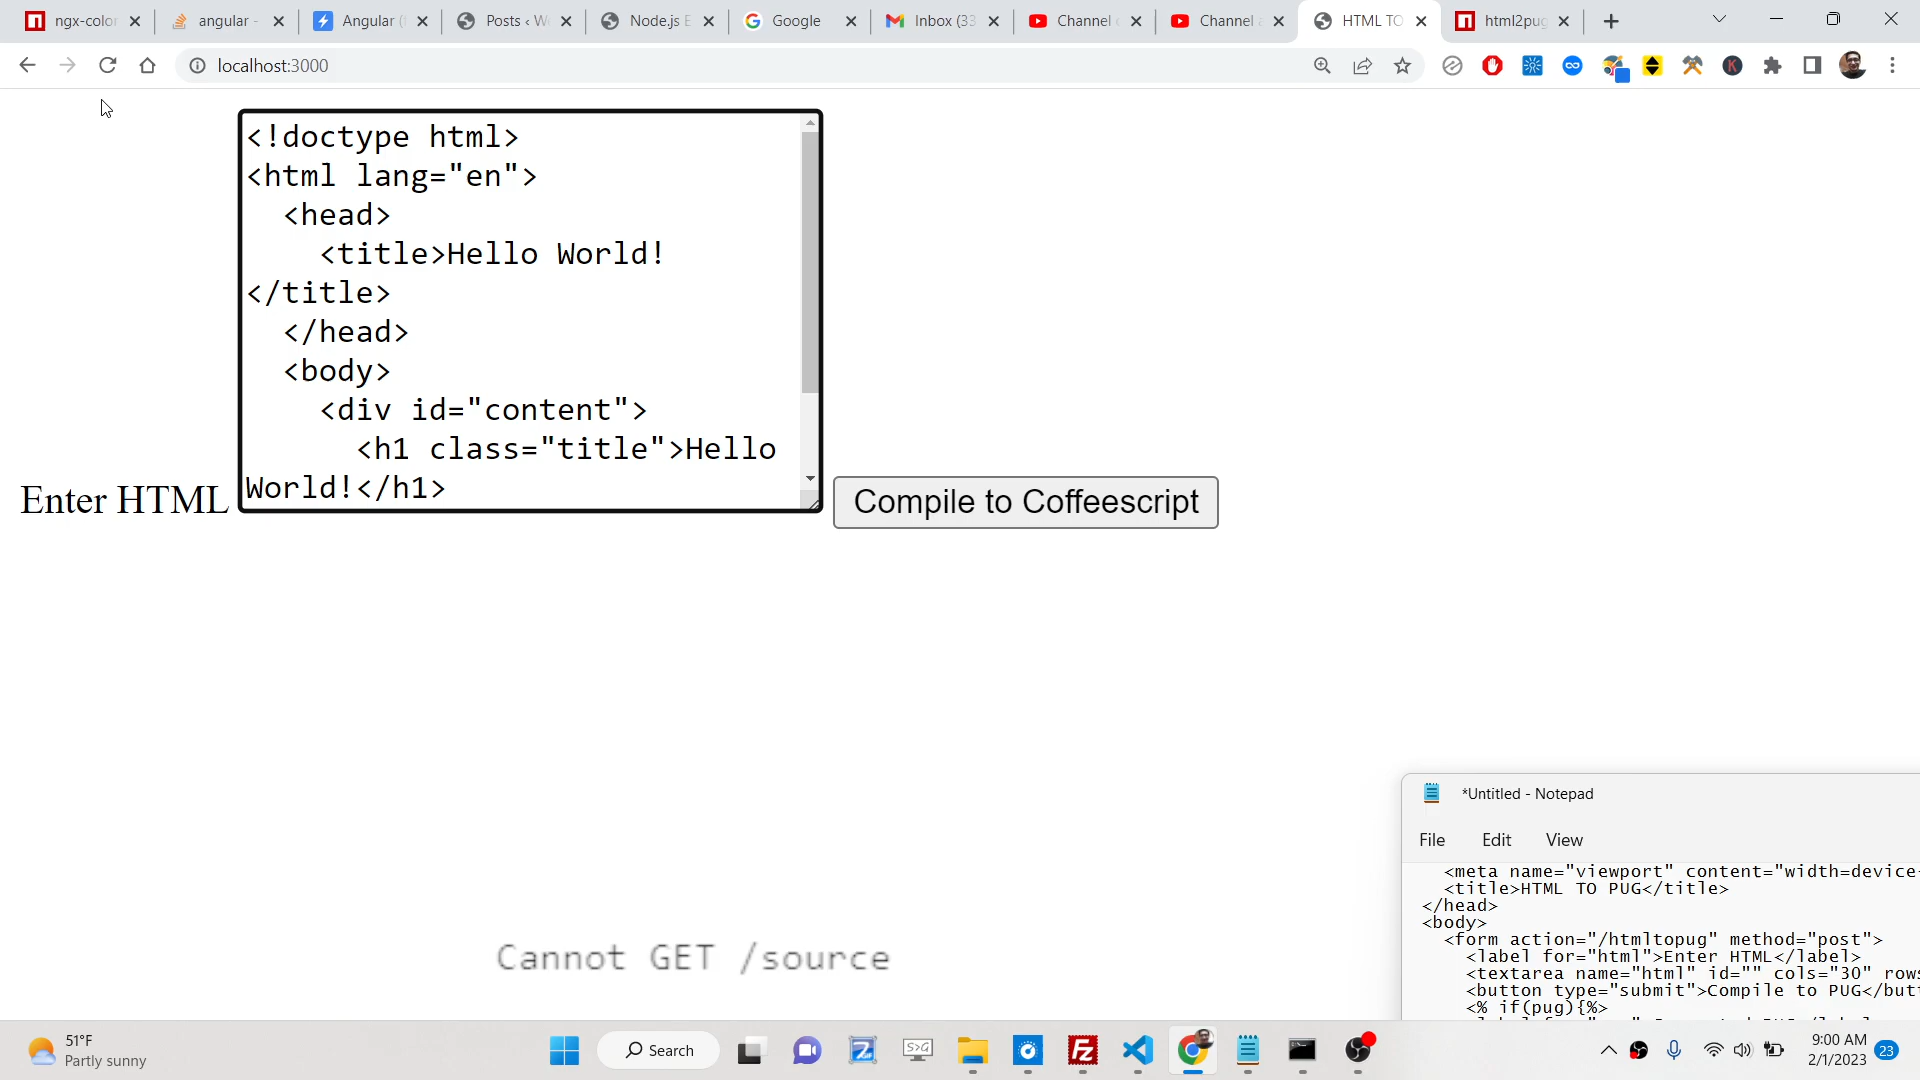 ngx-color
angular -
Angular (
Posts ‹ W
Node.js E
Google
Inbox (33
Channel
Channel
HTML TO
html2pug
localhost:3000
<!doctype html>
<html lang="en">
<head>
<title>Hello World!
</title>
</head>
<body>
<div id="content">
<h1 class="title">Hello
World!</h1>
Enter HTML
Compile to Coffeescript
*Untitled - Notepad
File Edit View
<meta name="viewport" content="width=device-
<title>HTML TO PUG</title>
</head>
<body>
<form action="/htmltopug" method="post">
<label for="html">Enter HTML</label>
<textarea name="html" id="" cols="30" rows
<button type="submit">Compile to PUG</but
<% if(pug){%>
Cannot GET /source
51°F
Partly sunny
Search
9:00 AM
2/1/2023
23